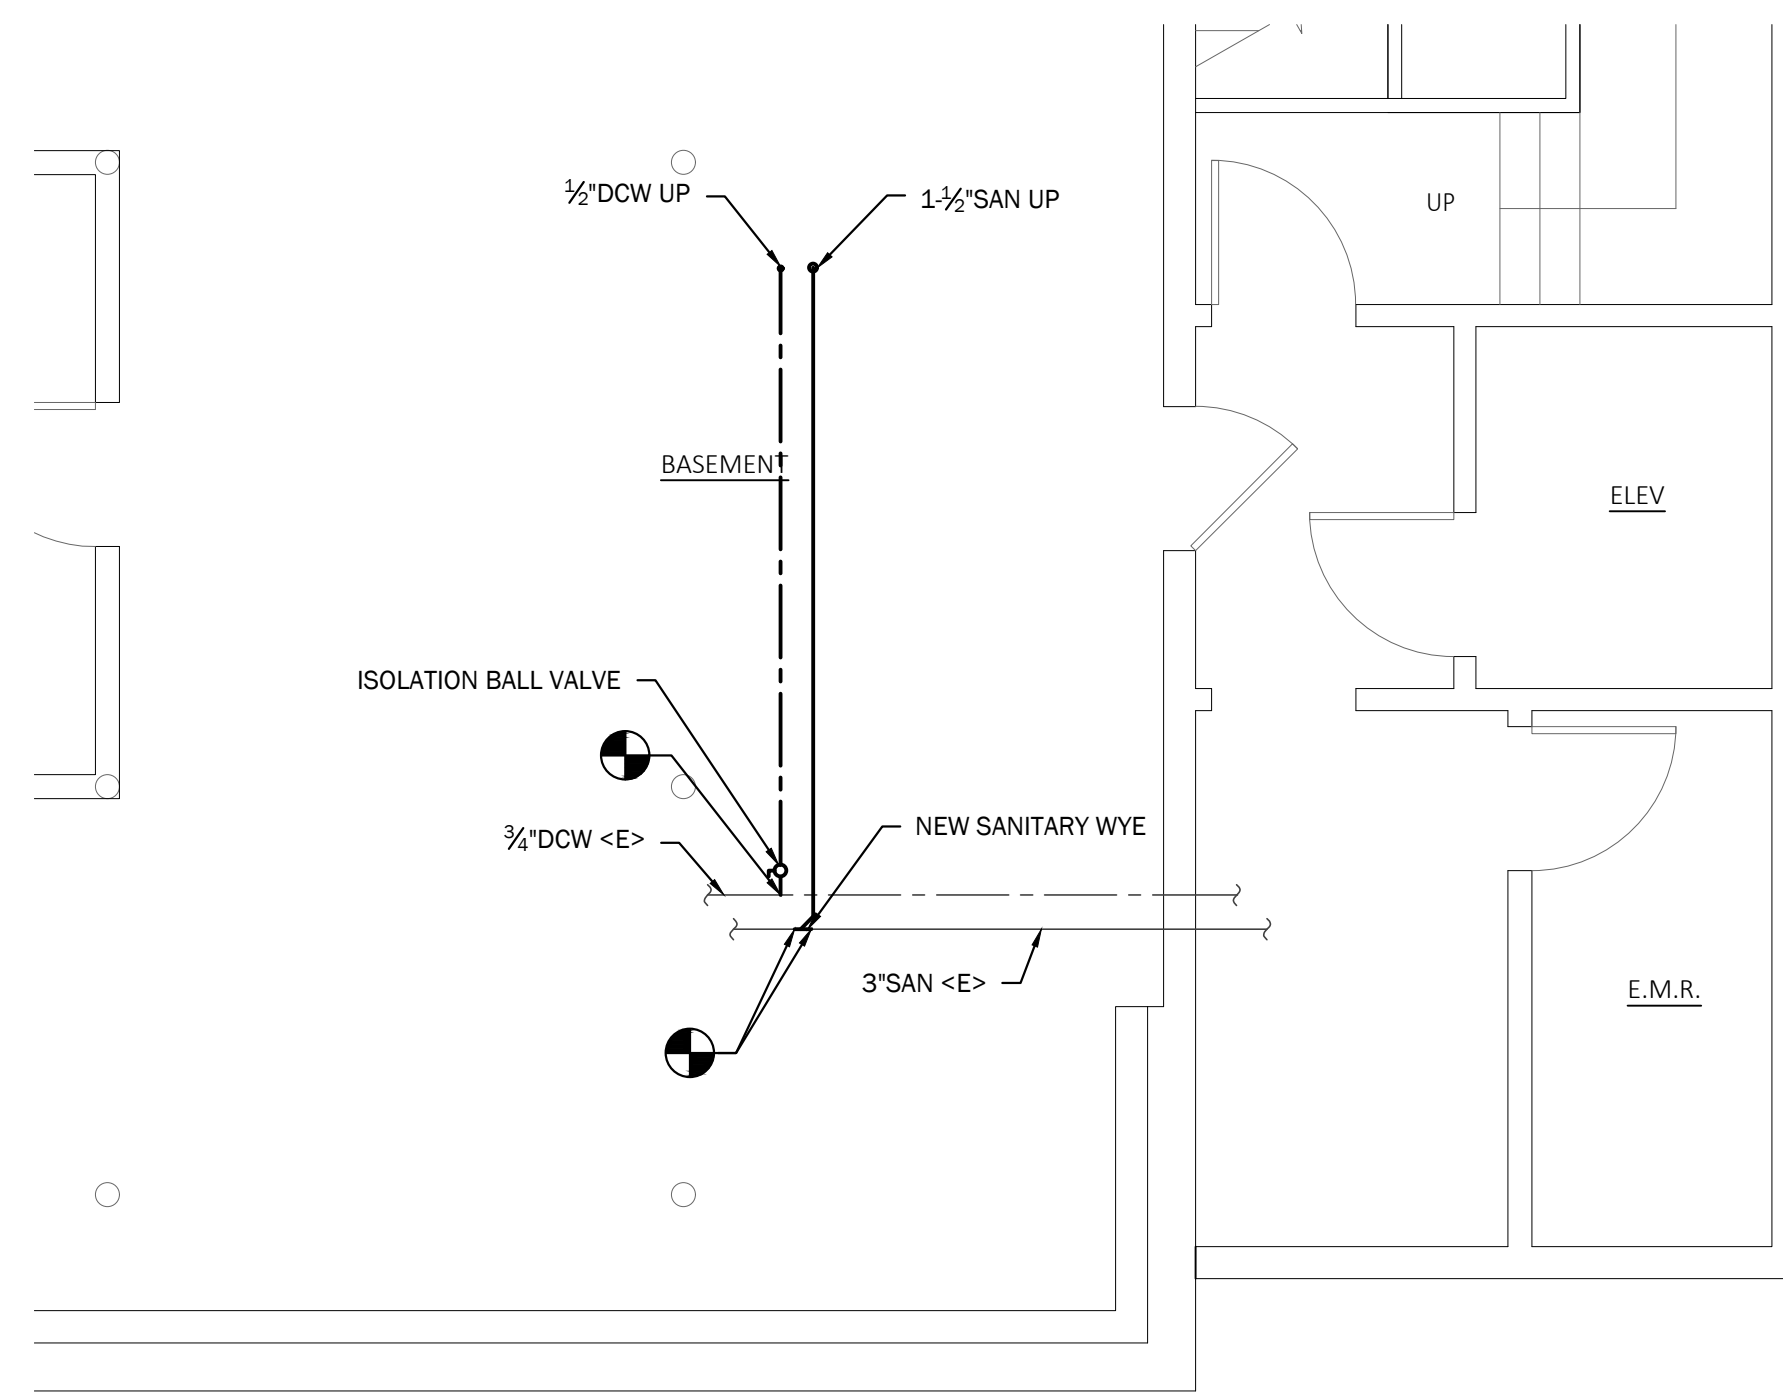 ½"DCW UP
1-½"SAN UP
UP
BASEMENT
ELEV
ISOLATION BALL VALVE
¾"DCW <E>
NEW SANITARY WYE
3"SAN <E>
E.M.R.